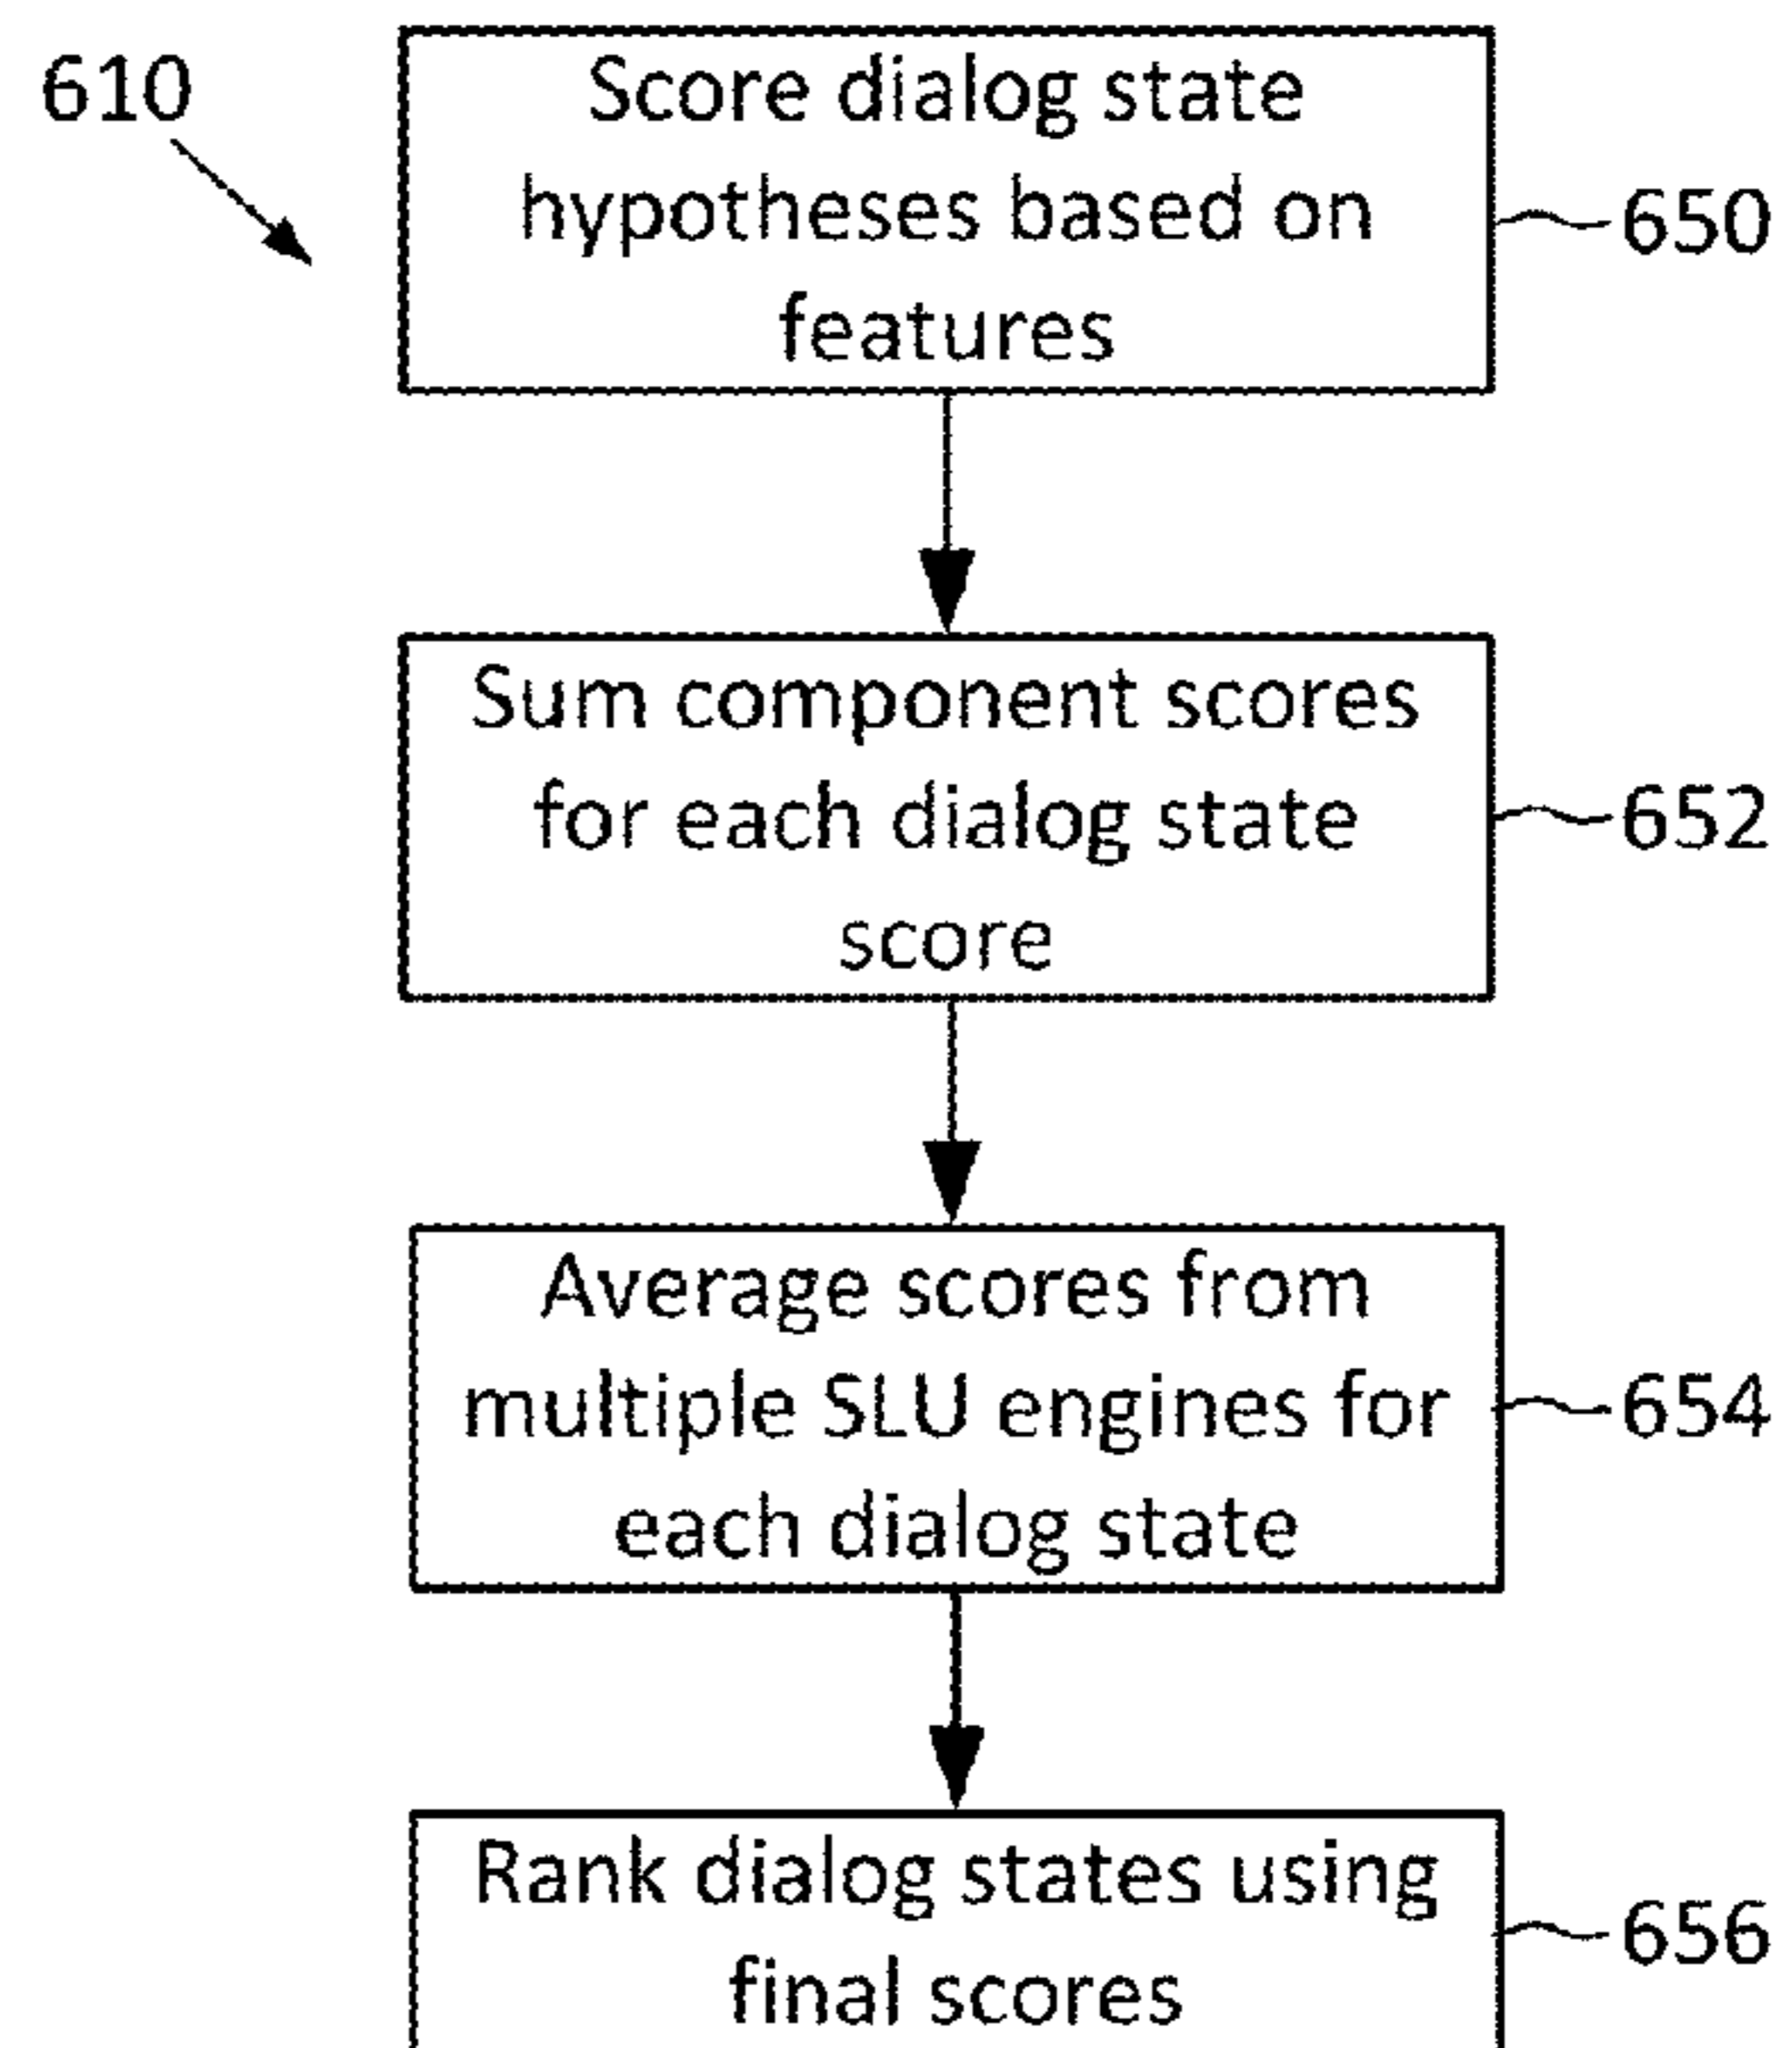 610
Score dialog state
hypotheses based on
features
650
Sum component scores
for each dialog state
score
652
Average scores from
multiple SLU engines for
each dialog state
654
Rank dialog states using
final scores
656